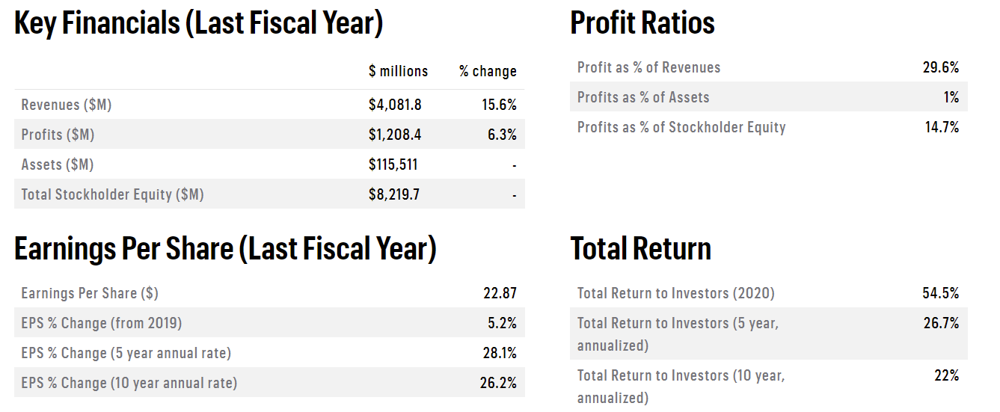 Key Financials (Last Fiscal Year)
$ millions % change
Revenues ($M) $4,081.8 15.6%
Profits ($M) $1,208.4 6.3%
Assets ($M) $115,511 -
Total Stockholder Equity ($M) $8,219.7 -
Profit Ratios
Profit as % of Revenues 29.6%
Profits as % of Assets 1%
Profits as % of Stockholder Equity 14.7%
Earnings Per Share (Last Fiscal Year)
Earnings Per Share ($) 22.87
EPS % Change (from 2019) 5.2%
EPS % Change (5 year annual rate) 28.1%
EPS % Change (10 year annual rate) 26.2%
Total Return
Total Return to Investors (2020) 54.5%
Total Return to Investors (5 year, 26.7%
annualized)
Total Return to Investors (10 year, 22%
annualized)